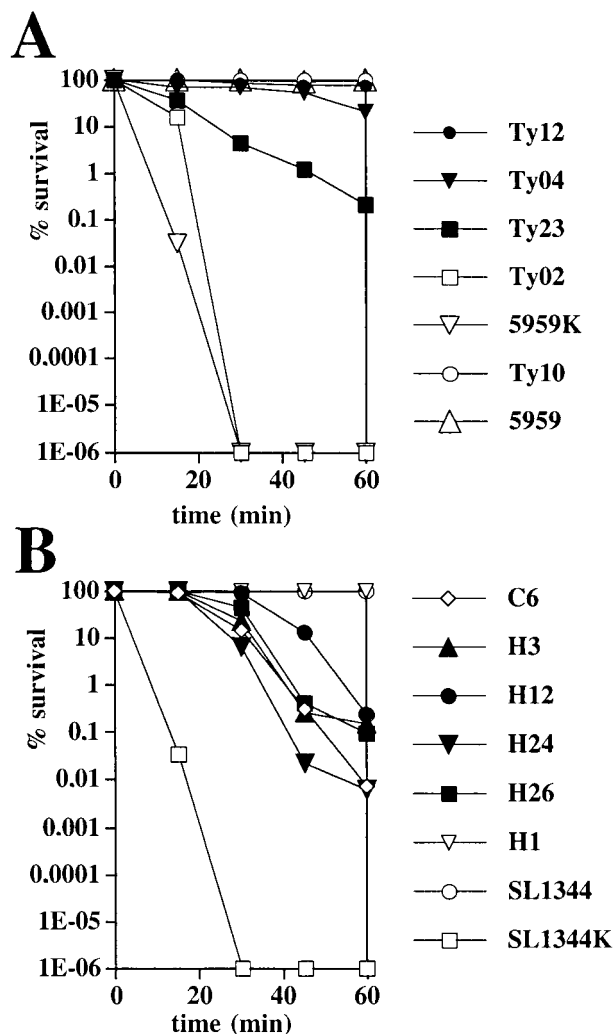 A
% survival
100
10
1
0.1
0.01
0.001
0.0001
1E-05
1E-06
0 20 40 60
time (min)
Ty12
Ty04
Ty23
Ty02
5959K
Ty10
5959
B
% survival
100
10
1
0.1
0.01
0.001
0.0001
1E-05
1E-06
0 20 40 60
time (min)
C6
H3
H12
H24
H26
H1
SL1344
SL1344K